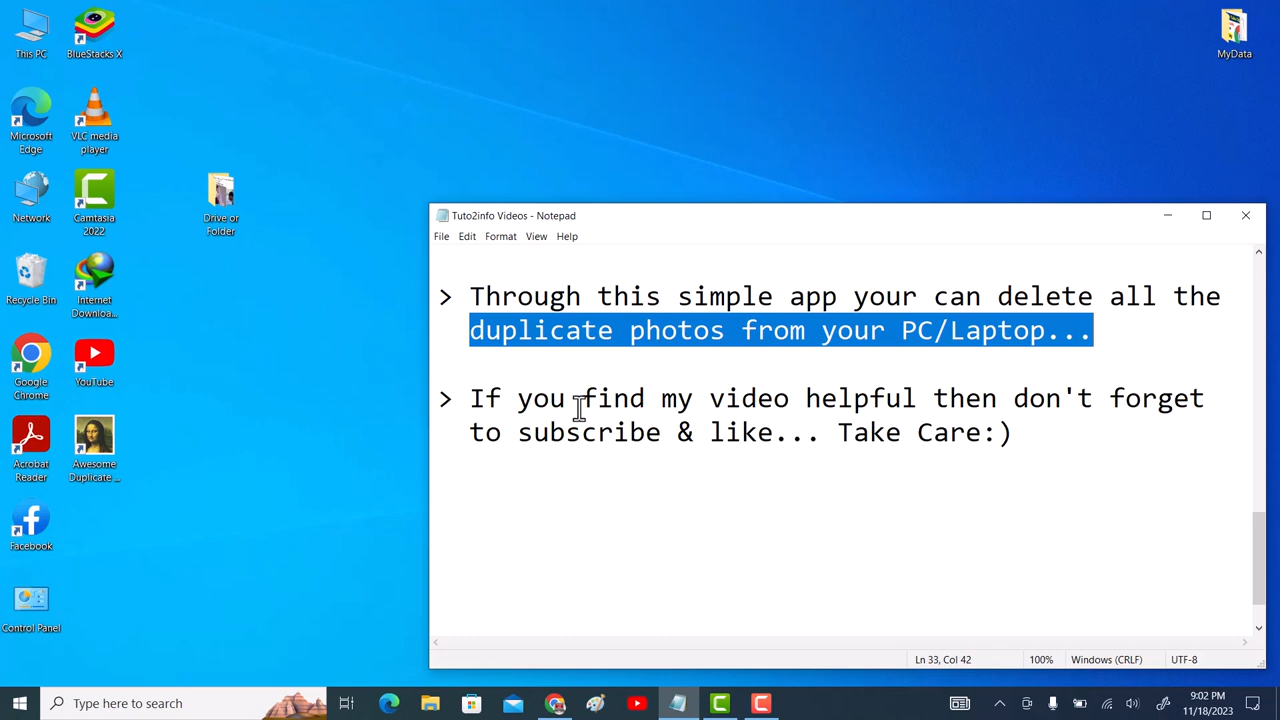 This PC
BlueStacks X
MyData
Microsoft Edge
VLC media player
Network
Camtasia 2022
Drive or Folder
Recycle Bin
Internet Downloa...
Google Chrome
YouTube
Acrobat Reader
Awesome Duplicate ...
Facebook
Control Panel
Tuto2info Videos - Notepad
File Edit Format View Help
> Through this simple app your can delete all the
duplicate photos from your PC/Laptop...
> If you find my video helpful then don't forget
to subscribe & like... Take Care:)
Ln 33, Col 42 100% Windows (CRLF) UTF-8
Type here to search
9:02 PM
11/18/2023